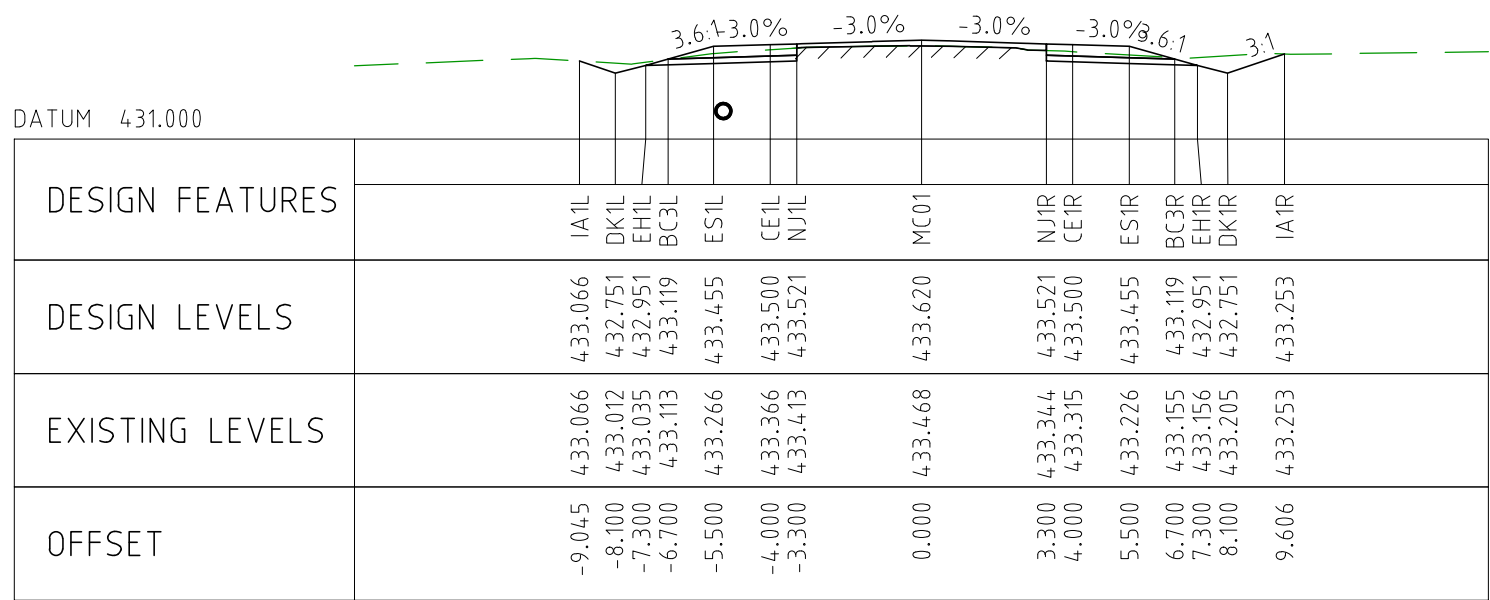 3.6:1 -3.0% -3.0% -3.0% -3.0% 3.6:1 3:1
DATUM 431.000
DESIGN FEATURES IA1L DK1L EH1L BC3L ES1L CE1L NJ1L MC01 NJ1R CE1R ES1R BC3R EH1R DK1R IA1R
DESIGN LEVELS 433.066 432.751 432.951 433.119 433.455 433.500 433.521 433.620 433.521 433.500 433.455 433.119 432.951 432.751 433.253
EXISTING LEVELS 433.066 433.012 433.035 433.113 433.266 433.366 433.413 433.468 433.344 433.315 433.226 433.155 433.156 433.205 433.253
OFFSET -9.045 -8.100 -7.300 -6.700 -5.500 -4.000 -3.300 0.000 3.300 4.000 5.500 6.700 7.300 8.100 9.606